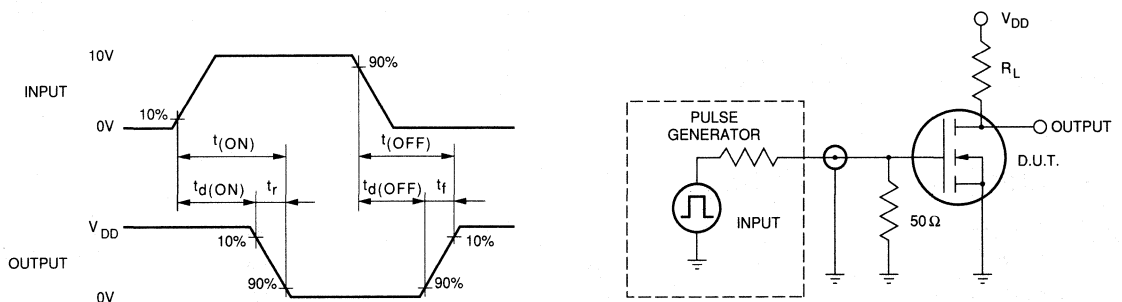 10V
INPUT
10%
0V
90%
t(ON)
t(OFF)
td(ON)
tr
td(OFF)
tf
VDD
10%
10%
OUTPUT
90%
90%
0V
VDD
RL
PULSE
GENERATOR
OUTPUT
D.U.T.
INPUT
50Ω